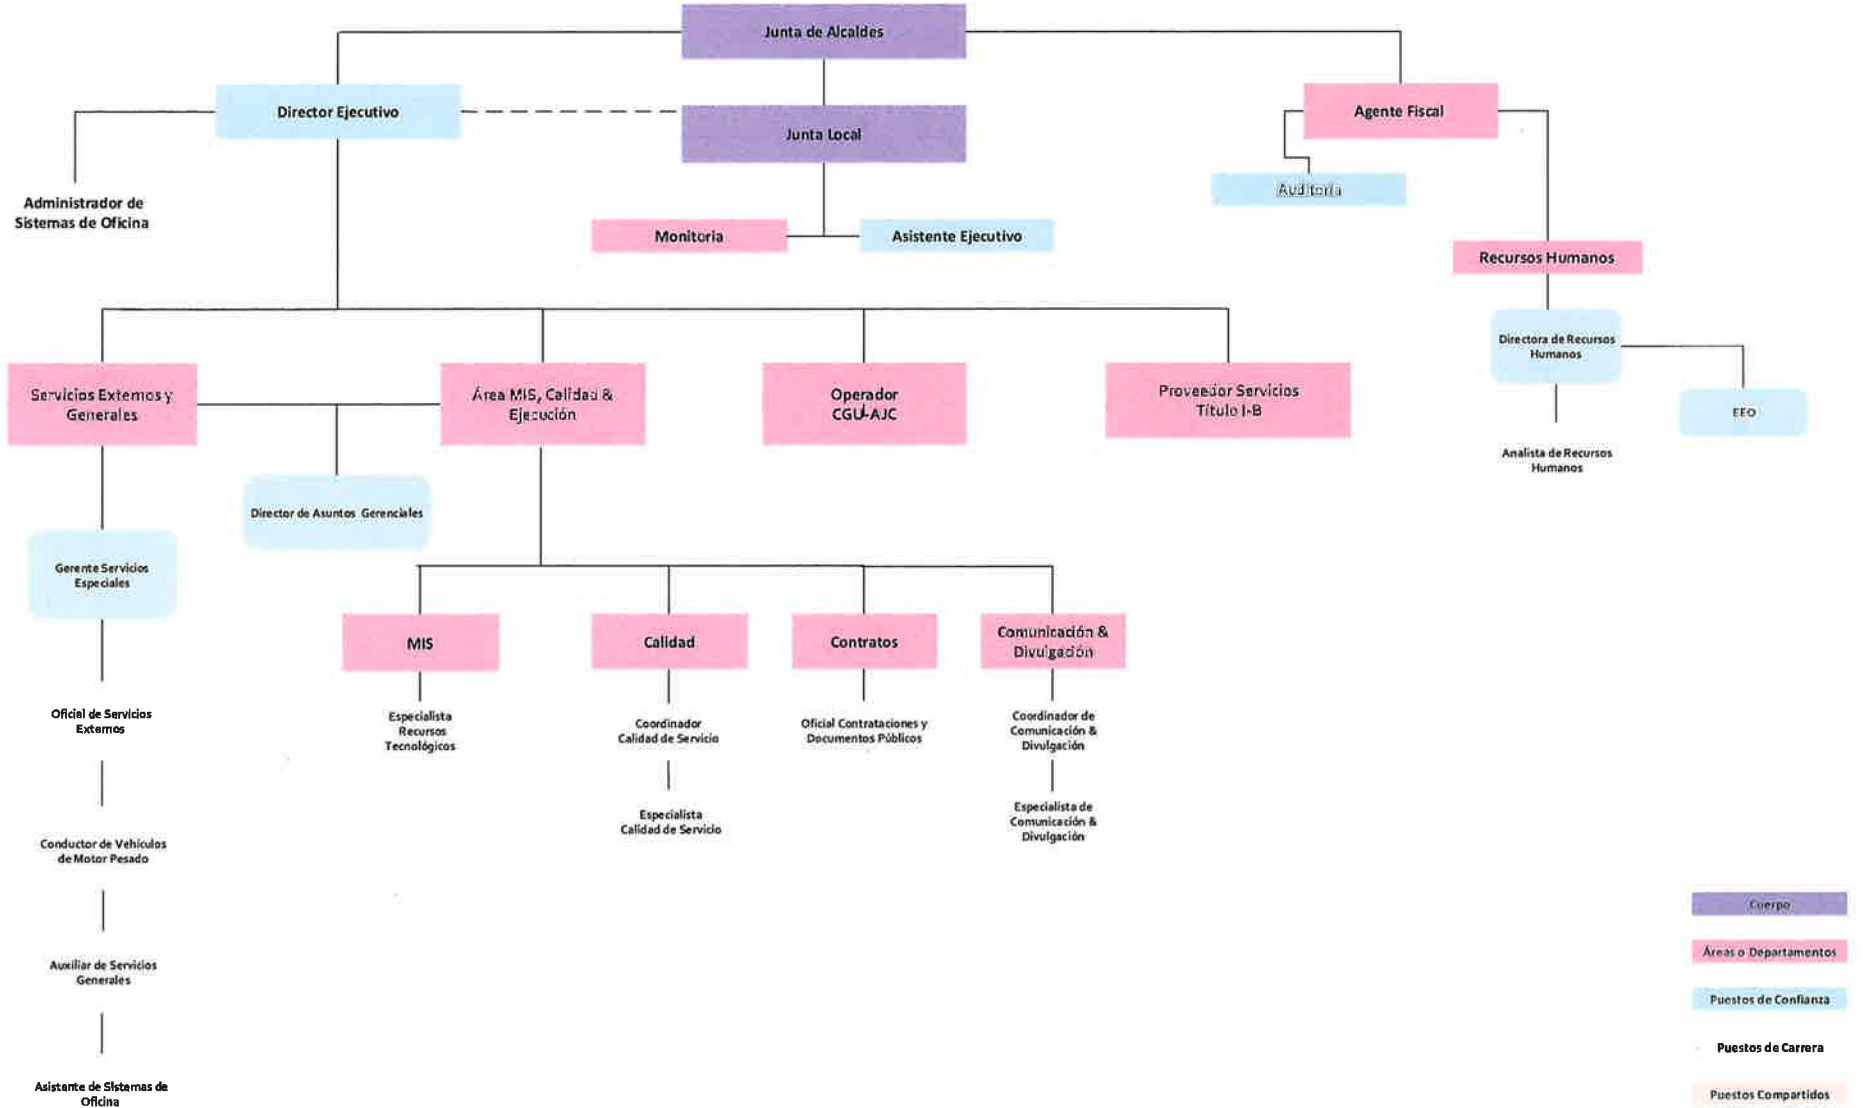 Junta de Alcaldes
Director Ejecutivo
Junta Local
Agente Fiscal
Auditoría
Administrador de
Sistemas de Oficina
Monitoria
Asistente Ejecutivo
Recursos Humanos
Directora de Recursos
Humanos
EEO
Analista de Recursos
Humanos
Servicios Externos y
Generales
Área MIS, Calidad &
Ejecución
Operador
CGU-AJC
Proveedor Servicios
Título I-B
Director de Asuntos Gerenciales
Gerente Servicios
Especiales
MIS
Calidad
Contratos
Comunicación &
Divulgación
Oficial de Servicios
Externos
Especialista
Recursos
Tecnológicos
Coordinador
Calidad de Servicio
Oficial Contrataciones y
Documentos Públicos
Coordinador de
Comunicación &
Divulgación
Especialista
Calidad de Servicio
Especialista de
Comunicación &
Divulgación
Conductor de Vehículos
de Motor Pesado
Auxiliar de Servicios
Generales
Asistente de Sistemas de
Oficina
Cuerpo
Áreas o Departamentos
Puestos de Confianza
Puestos de Carrera
Puestos Compartidos